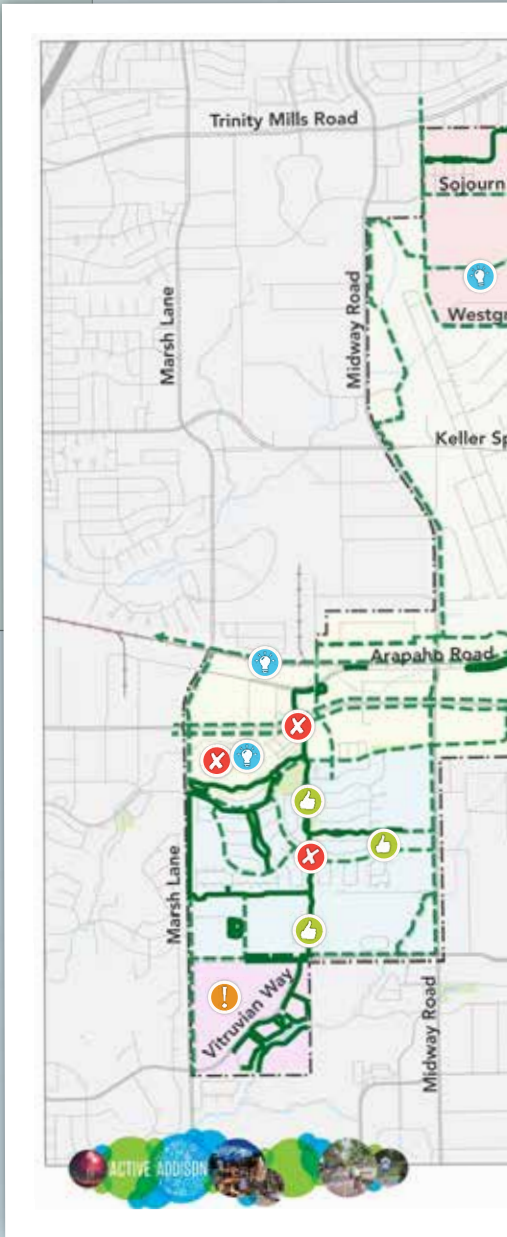 Trinity Mills Road
Sojourn
Marsh Lane
Midway Road
Westgr
Keller Sp
Arapaho Road
Marsh Lane
Vitruvian Way
Midway Road
ACTIVE ADDISON